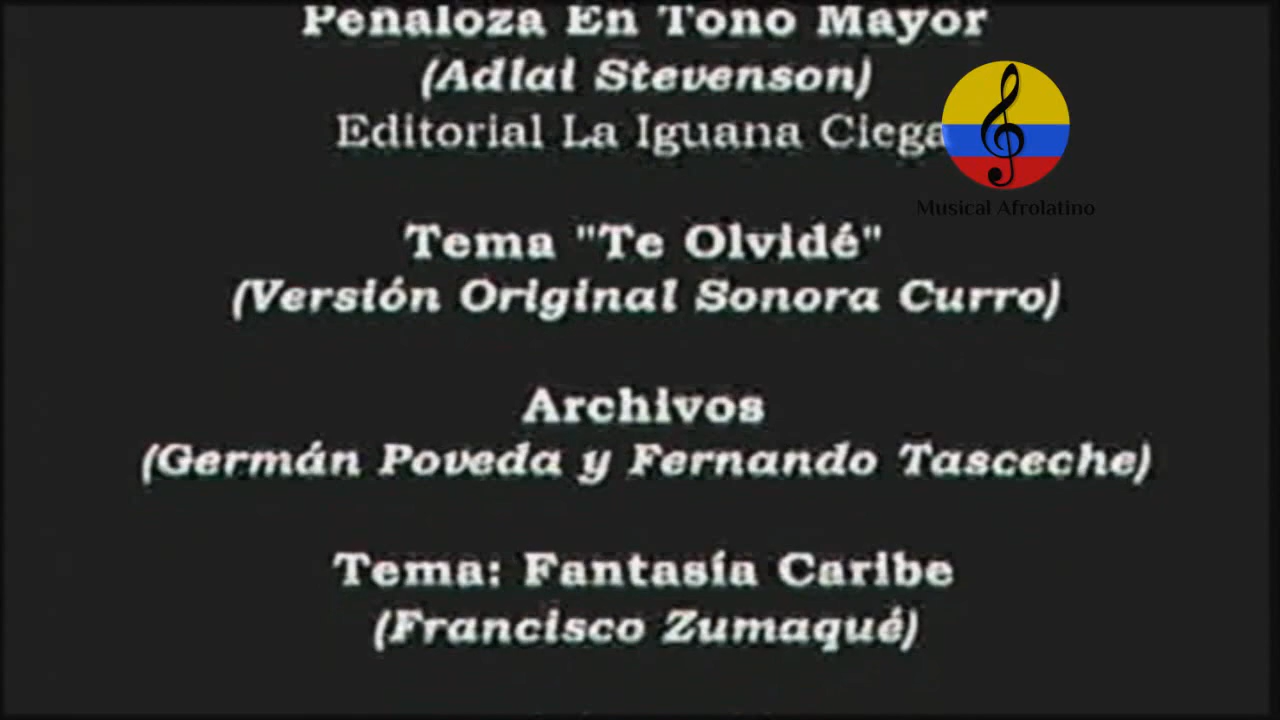 Peñaloza En Tono Mayor
(Adlai Stevenson)
Editorial La Iguana Ciega
Musical Afrolatino
Tema "Te Olvidé"
(Versión Original Sonora Curro)
Archivos
(Germán Poveda y Fernando Tasceche)
Tema: Fantasía Caribe
(Francisco Zumaqué)